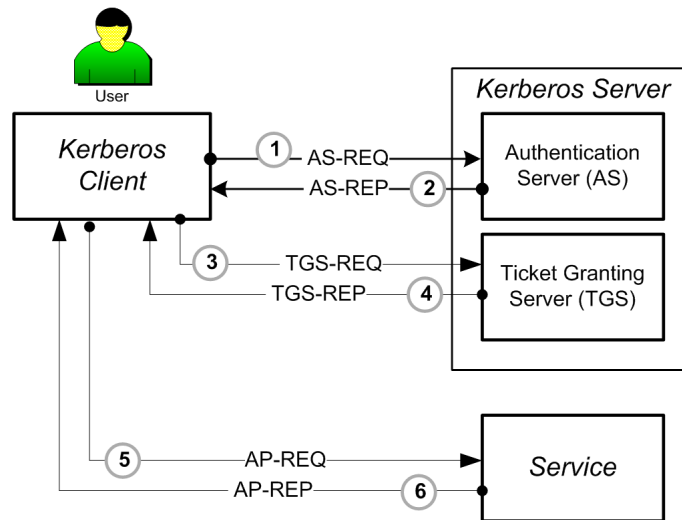 User
Kerberos Server
Kerberos
Client
1
AS-REQ
AS-REP
2
Authentication
Server (AS)
3
TGS-REQ
TGS-REP
4
Ticket Granting
Server (TGS)
5
AP-REQ
AP-REP
6
Service